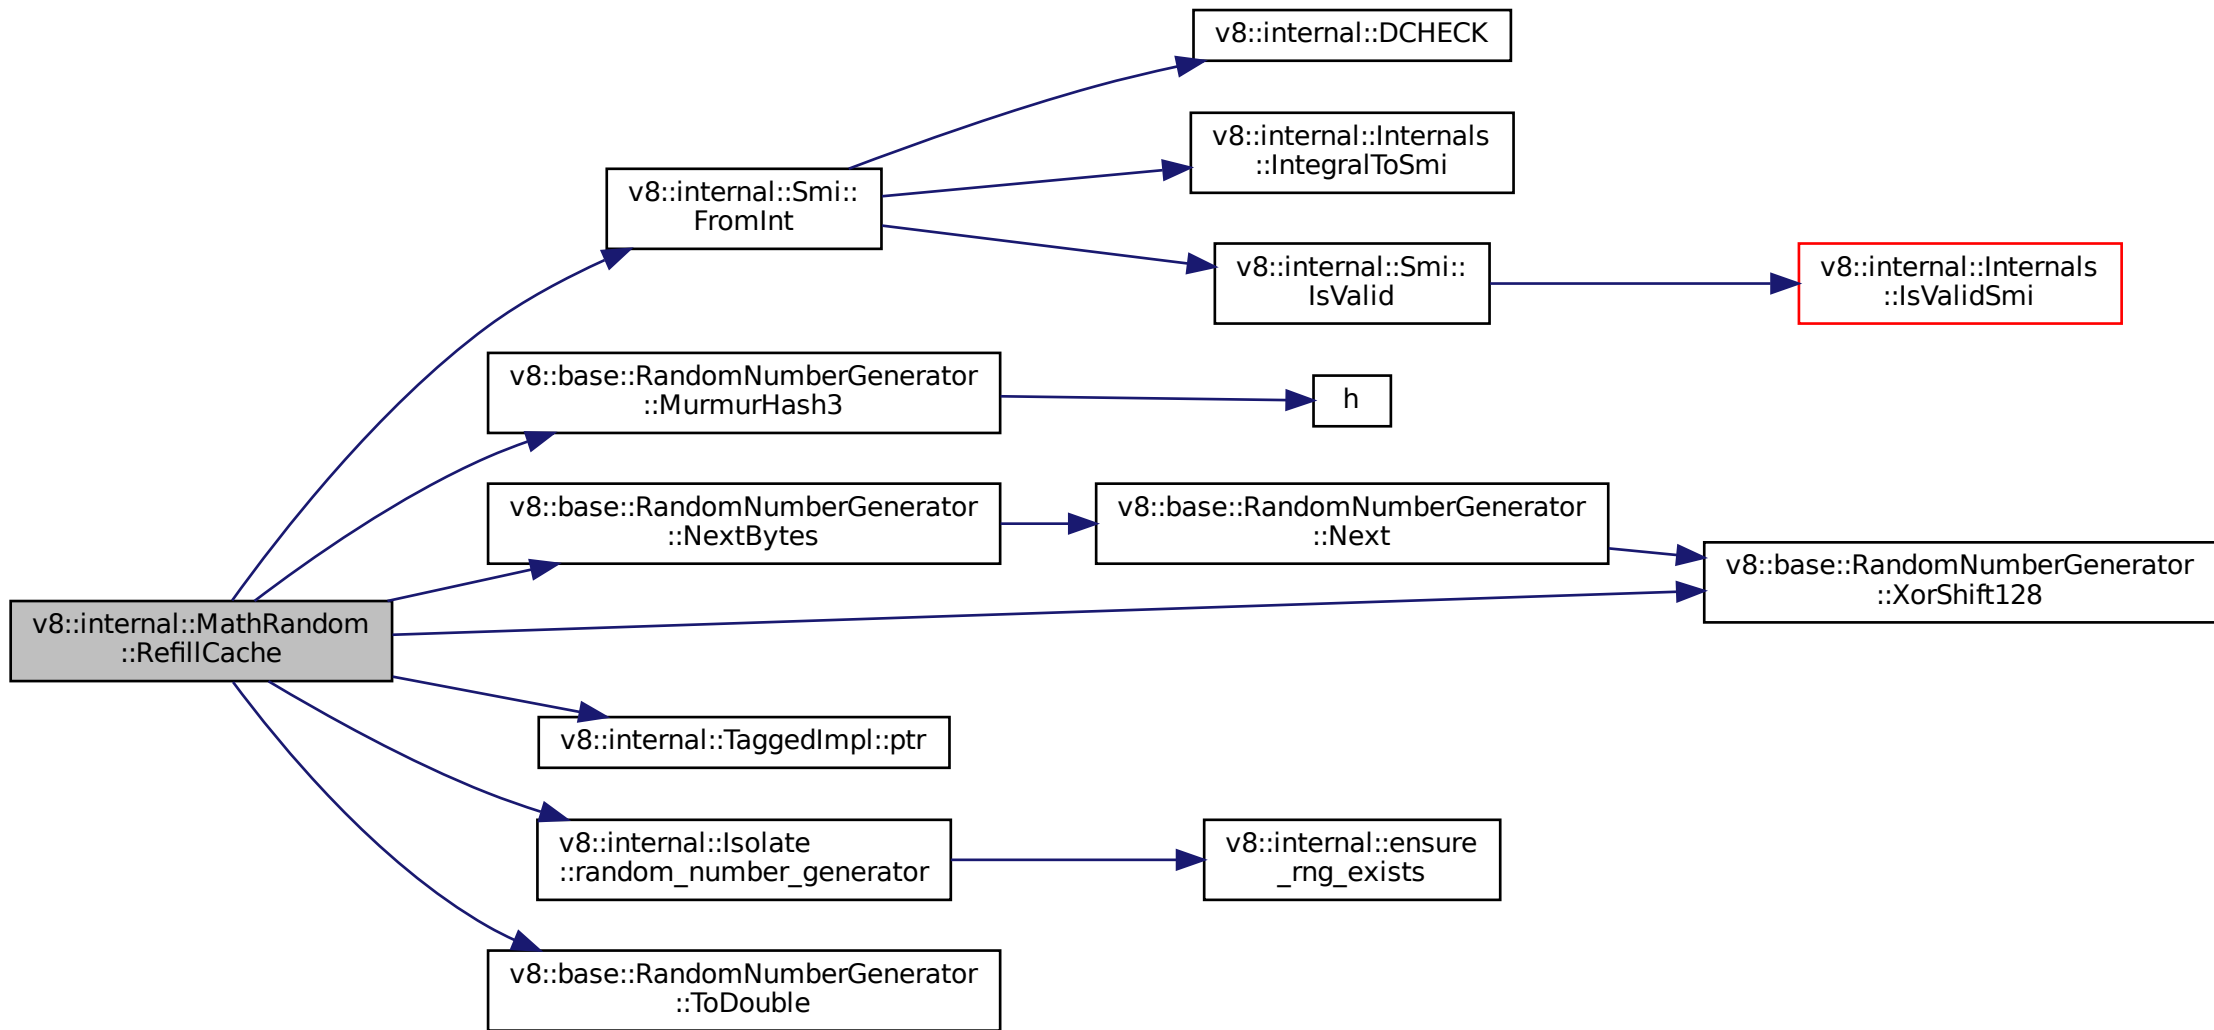 v8::internal::DCHECK
v8::internal::Internals
::IntegralToSmi
v8::internal::Smi::
FromInt
v8::internal::Smi::
IsValid
v8::internal::Internals
::IsValidSmi
v8::base::RandomNumberGenerator
::MurmurHash3
h
v8::base::RandomNumberGenerator
::NextBytes
v8::base::RandomNumberGenerator
::Next
v8::base::RandomNumberGenerator
::XorShift128
v8::internal::MathRandom
::RefillCache
v8::internal::TaggedImpl::ptr
v8::internal::Isolate
::random_number_generator
v8::internal::ensure
_rng_exists
v8::base::RandomNumberGenerator
::ToDouble